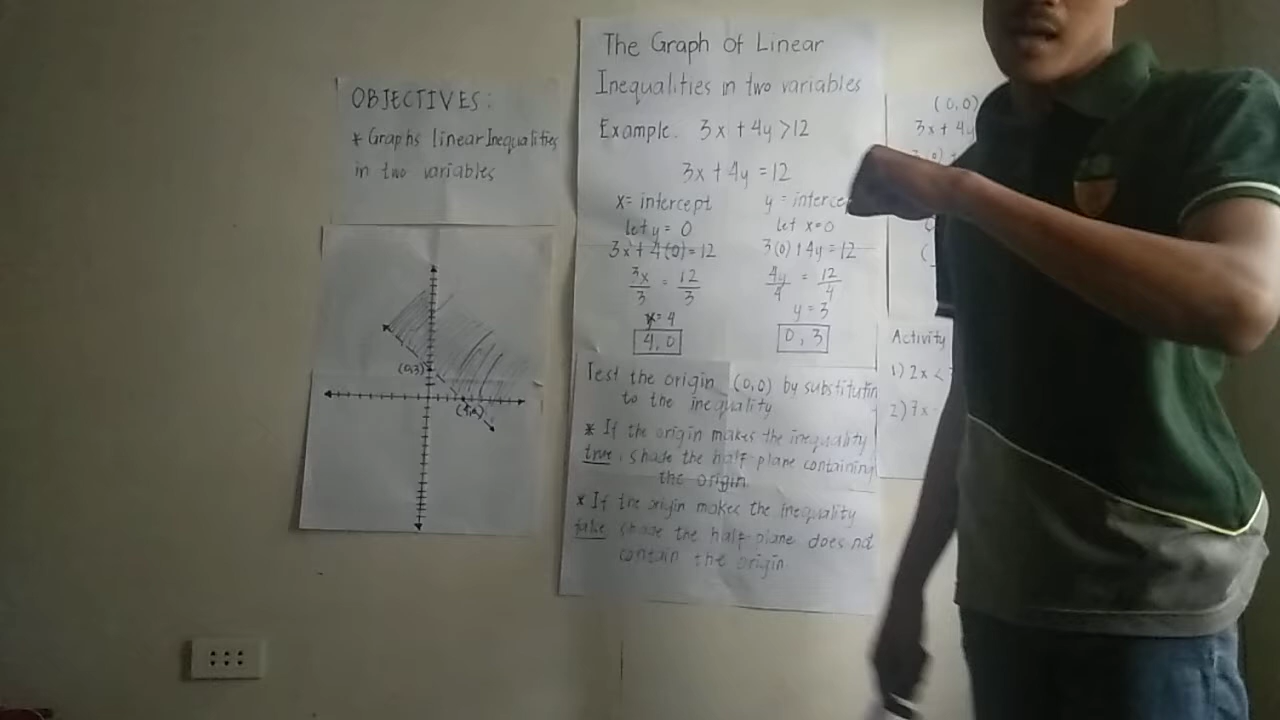 OBJECTIVES:
* Graphs linear Inequalities
in two variables
(0,3)
The Graph Of Linear
Inequalities in two variables
Example. 3x + 4y > 12
3x + 4y = 12
x= intercept
let y = 0
3x + 4(0) = 12
3x/3 = 12/3
x = 4
4,0
y = interce
let x=0
3(0) + 4y = 12
4y/4 = 12/4
y = 3
0,3
Test the origin (0,0) by substitutin
to the inequality
* If the origin makes the inequality
true, shade the half plane containing
the origin
* If the origin makes the inequality
false shade the half-plane does not
contain the origin
(0,0)
3x + 4y
Activity
1) 2x <
2) 7x